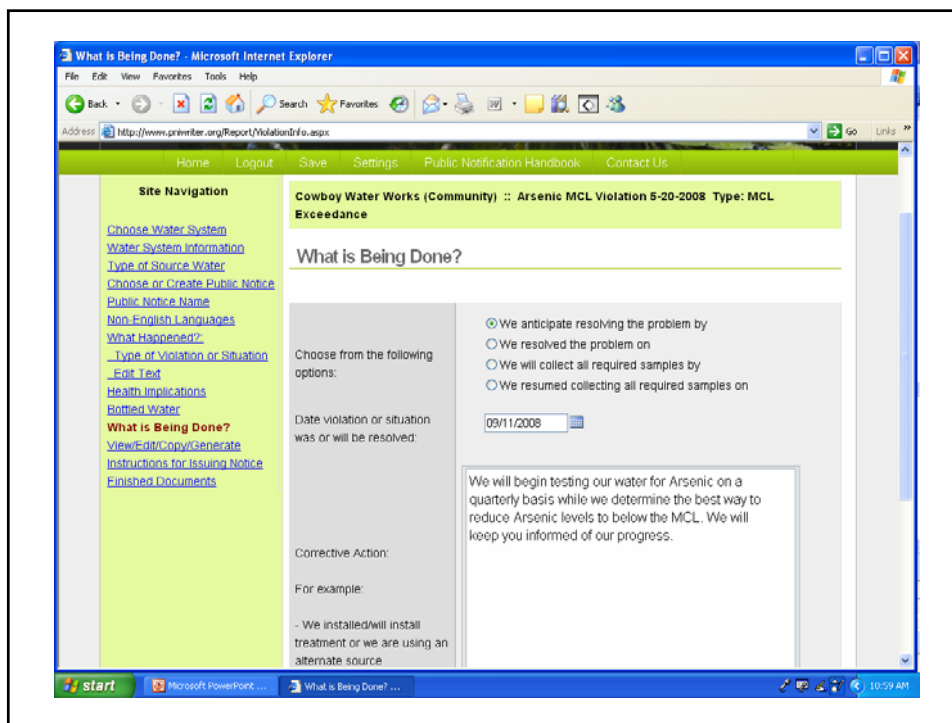 What is Being Done? - Microsoft Internet Explorer
File Edit View Favorites Tools Help
Back Search Favorites
Address http://www.pniwriter.org/Report/ViolationInfo.aspx Go Links »
Home Logout Save Settings Public Notification Handbook Contact Us
Site Navigation
Choose Water System
Water System Information
Type of Source Water
Choose or Create Public Notice
Public Notice Name
Non-English Languages
What Happened?:
_Type of Violation or Situation
_Edit Text
Health Implications
Bottled Water
What is Being Done?
View/Edit/Copy/Generate
Instructions for Issuing Notice
Finished Documents
Cowboy Water Works (Community) :: Arsenic MCL Violation 5-20-2008 Type: MCL
Exceedance
What is Being Done?
Choose from the following
options:
We anticipate resolving the problem by
We resolved the problem on
We will collect all required samples by
We resumed collecting all required samples on
Date violation or situation
was or will be resolved:
09/11/2008
Corrective Action:
For example:
- We installed/will install
treatment or we are using an
alternate source
We will begin testing our water for Arsenic on a
quarterly basis while we determine the best way to
reduce Arsenic levels to below the MCL. We will
keep you informed of our progress.
start Microsoft PowerPoint ... What is Being Done? ... 10:59 AM